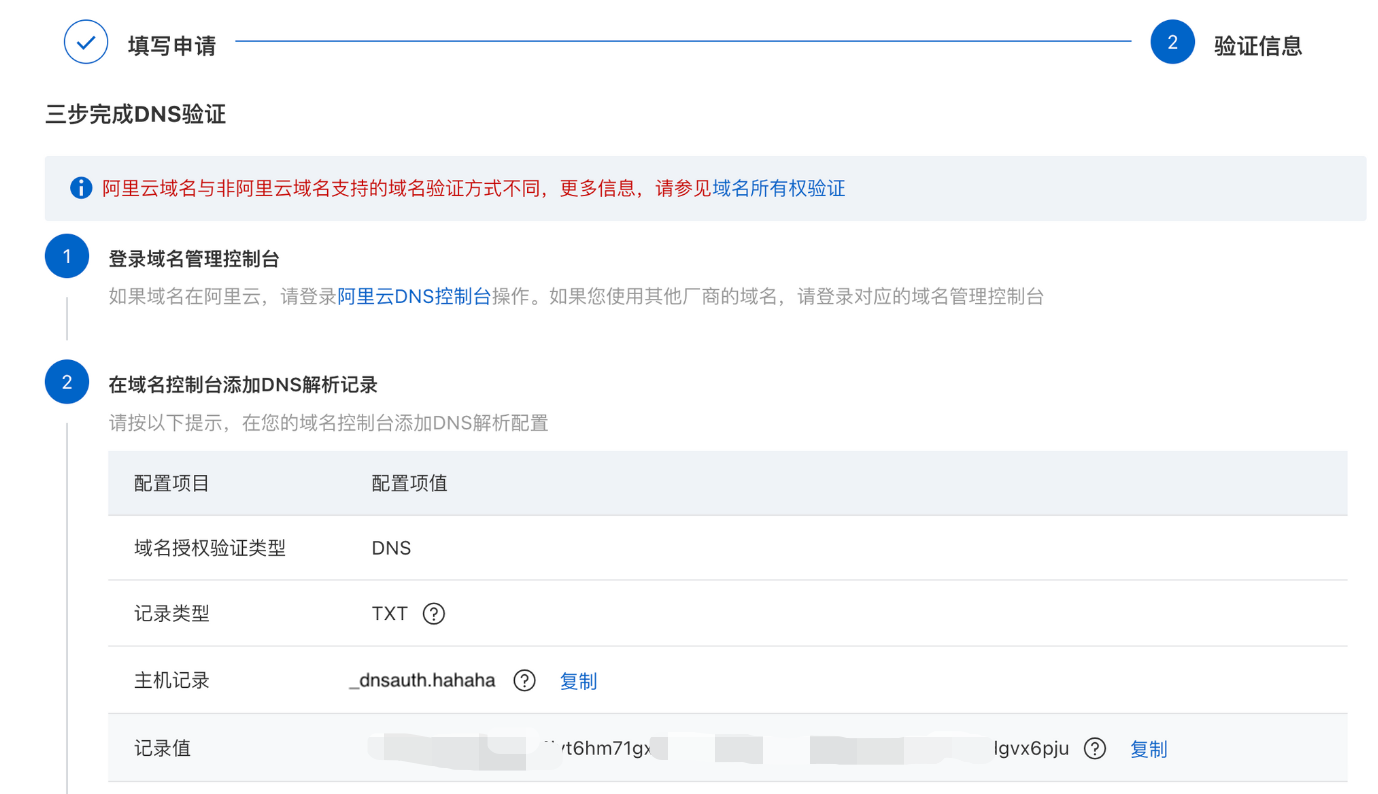 填写申请
2 验证信息
三步完成DNS验证
阿里云域名与非阿里云域名支持的域名验证方式不同，更多信息，请参见域名所有权验证
1 登录域名管理控制台
如果域名在阿里云，请登录阿里云DNS控制台操作。如果您使用其他厂商的域名，请登录对应的域名管理控制台
2 在域名控制台添加DNS解析记录
请按以下提示，在您的域名控制台添加DNS解析配置
配置项目 配置项值
域名授权验证类型 DNS
记录类型 TXT ?
主机记录 _dnsauth.hahaha ? 复制
记录值 t6hm71gx lgvx6pju ? 复制